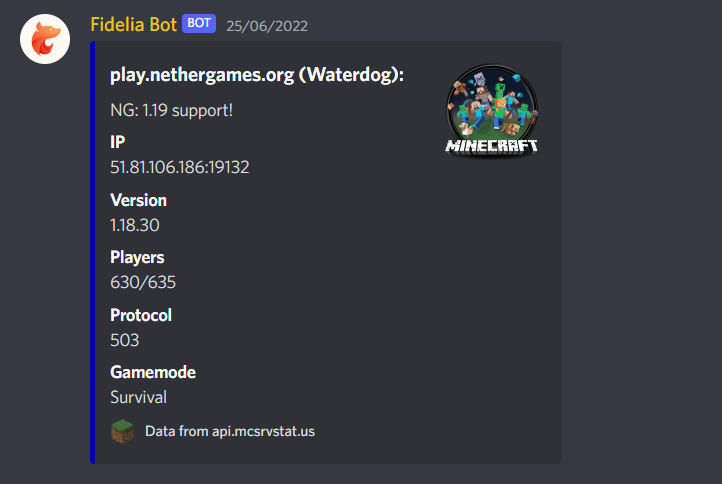 Fidelia Bot BOT 25/06/2022
play.nethergames.org (Waterdog):
NG: 1.19 support!
IP
51.81.106.186:19132
Version
1.18.30
Players
630/635
Protocol
503
Gamemode
Survival
Data from api.mcsrvstat.us
MINECRAFT